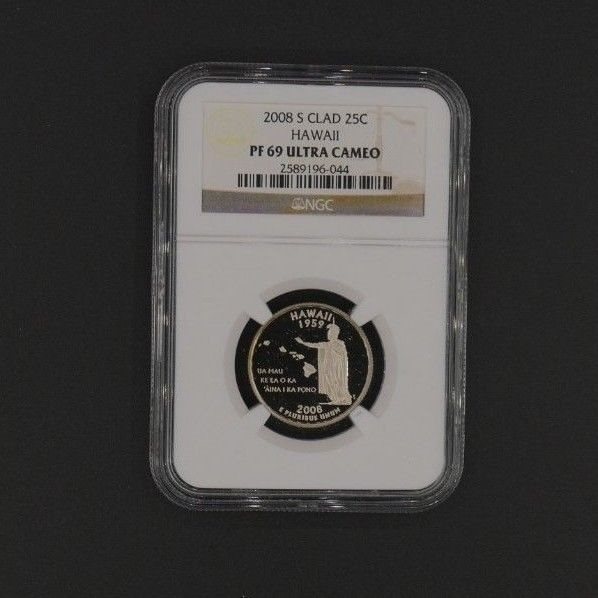 2008 S CLAD 25C
HAWAII
PF 69 ULTRA CAMEO
2589196-044
NGC
HAWAII
1959
UA MAU
KE EA O KA
'ĀINA I KA PONO
2008
E PLURIBUS UNUM